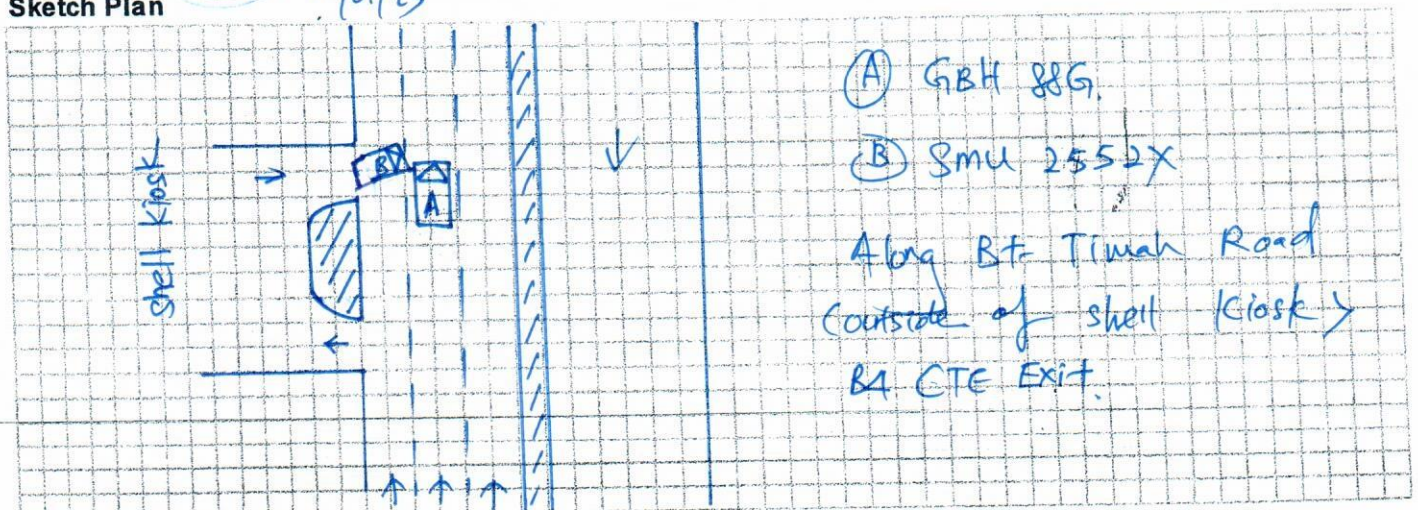 Sketch Plan
shell kiosk
B
A
(A) GBH 88G.
(B) SMU 2552X
Along Bt Timah Road
(outside of shell kiosk)
B4 CTE Exit.